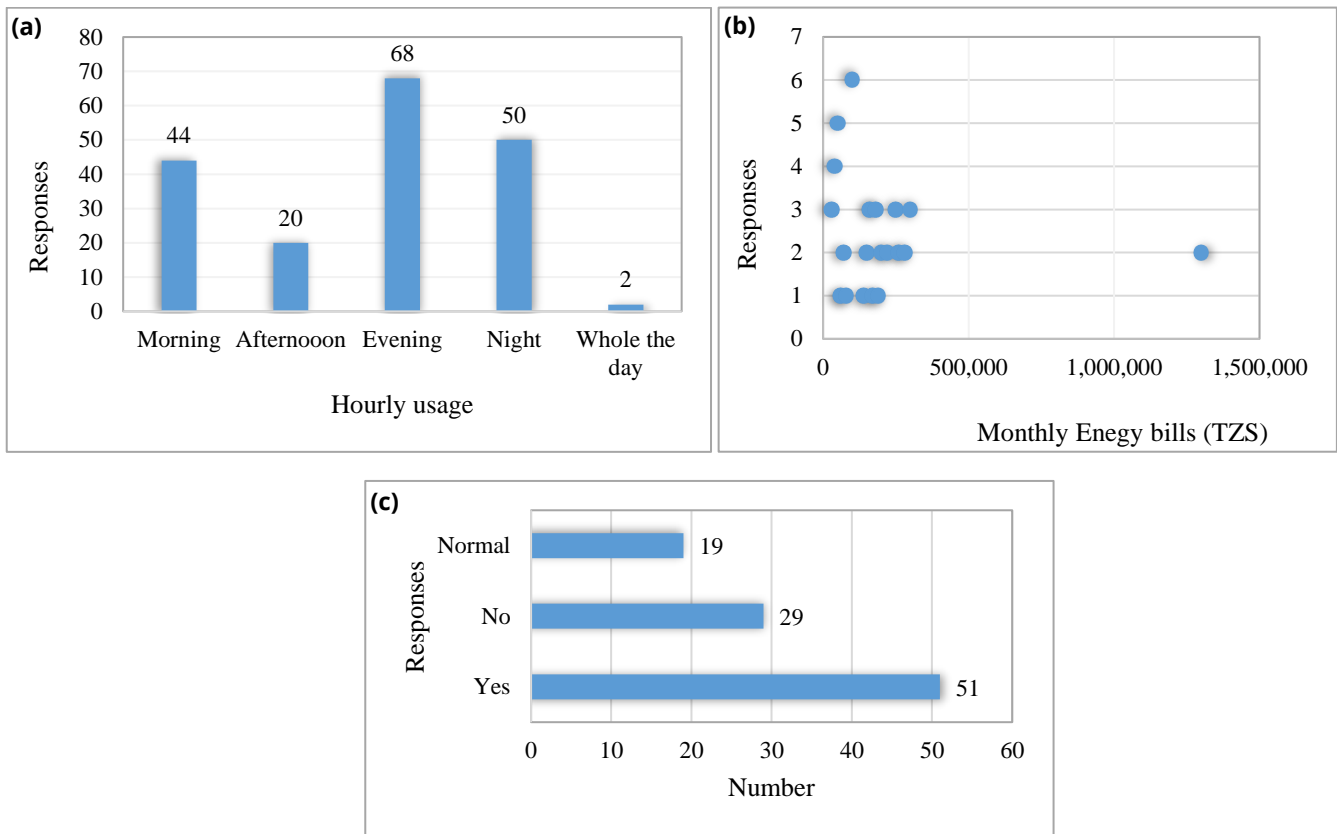 (a)
80
70
60
50
40
30
20
10
0
Responses
44
20
68
50
2
Morning
Afternooon
Evening
Night
Whole the
day
Hourly usage
(b)
7
6
5
4
3
2
1
0
Responses
0
500,000
1,000,000
1,500,000
Monthly Enegy bills (TZS)
(c)
Responses
Normal
19
No
29
Yes
51
0
10
20
30
40
50
60
Number